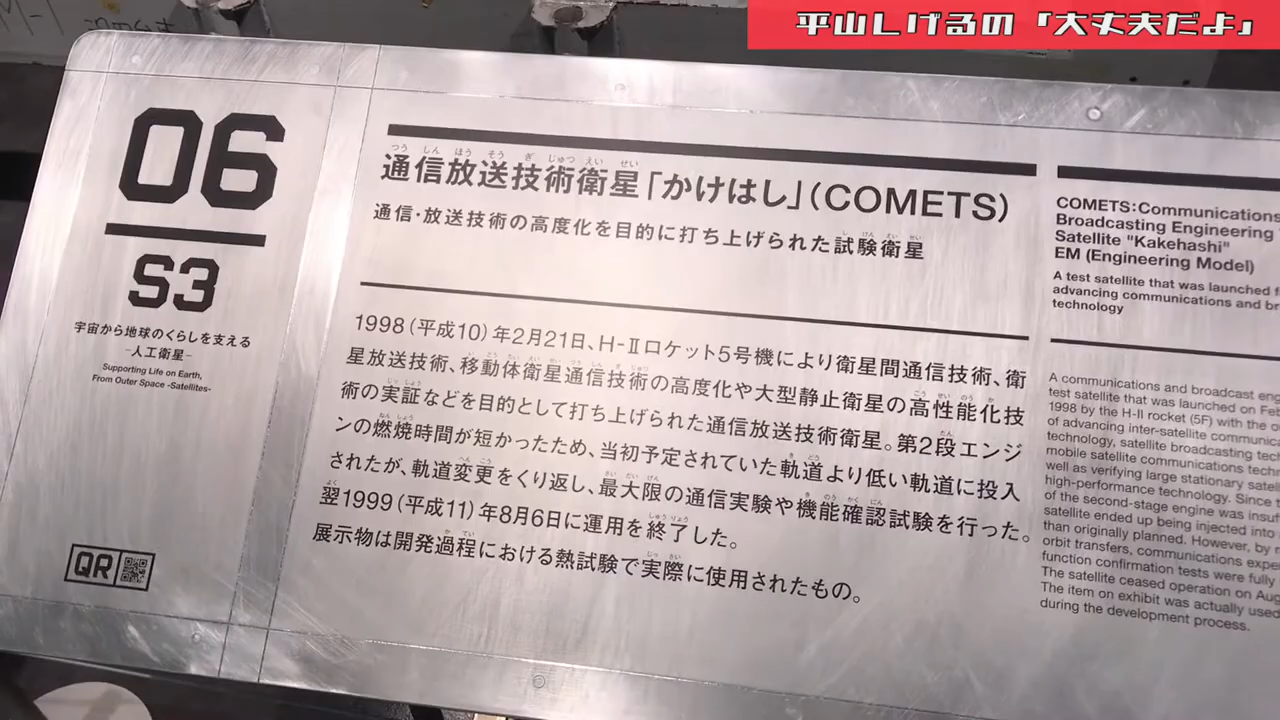 平山しげるの「大丈夫だよ」
06
S3
宇宙から地球のくらしを支える
-人工衛星-
Supporting Life on Earth,
From Outer Space -Satellites-
QR
つうしんほうそうぎじゅつえいせい
通信放送技術衛星「かけはし」(COMETS)
通信・放送技術の高度化を目的に打ち上げられた試験衛星
1998(平成10)年2月21日、H-Ⅱロケット5号機により衛星間通信技術、衛
星放送技術、移動体衛星通信技術の高度化や大型静止衛星の高性能化技
術の実証などを目的として打ち上げられた通信放送技術衛星。第2段エンジ
ンの燃焼時間が短かったため、当初予定されていた軌道より低い軌道に投入
されたが、軌道変更をくり返し、最大限の通信実験や機能確認試験を行った。
翌1999(平成11)年8月6日に運用を終了した。
展示物は開発過程における熱試験で実際に使用されたもの。
COMETS:Communications
Broadcasting Engineering
Satellite "Kakehashi"
EM (Engineering Model)
A test satellite that was launched
advancing communications and
technology
A communications and broadcast
test satellite that was launched on
1998 by the H-II rocket (5F) with the
of advancing inter-satellite
technology, satellite broadcasting
mobile satellite communications
well as verifying large stationary
high-performance technology. Since
of the second-stage engine was
satellite ended up being injected into
than originally planned. However, by
orbit transfers, communications
function confirmation tests were fully
The satellite ceased operation on
The item on exhibit was actually used
during the development process.